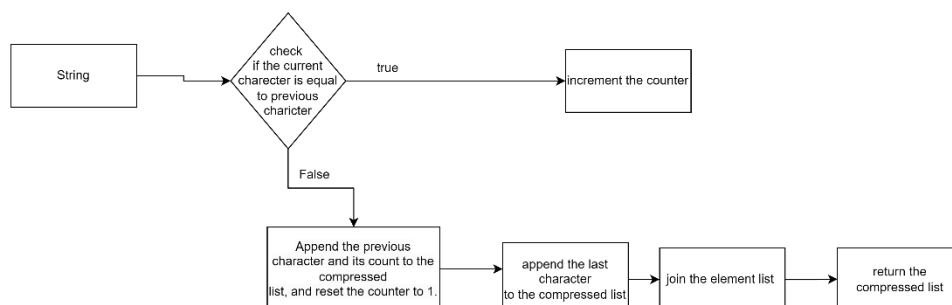 String
check
if the current
charecter is equal
to previous
charicter
true
increment the counter
False
Append the previous
character and its count to the
compressed
list, and reset the counter to 1.
append the last
character
to the compressed list
join the element list
return the
compressed list